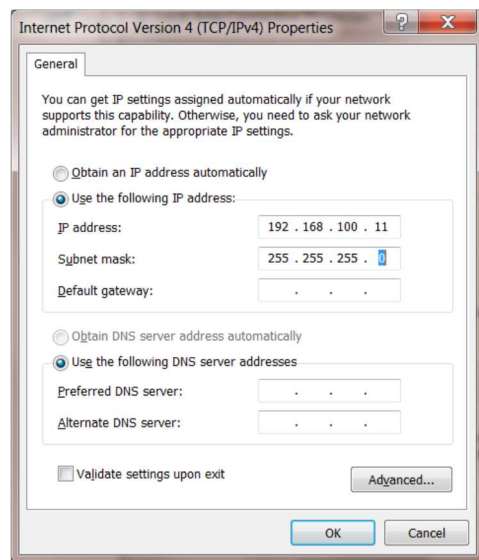 Internet Protocol Version 4 (TCP/IPv4) Properties
General
You can get IP settings assigned automatically if your network
supports this capability. Otherwise, you need to ask your network
administrator for the appropriate IP settings.
Obtain an IP address automatically
Use the following IP address:
IP address: 192 . 168 . 100 . 11
Subnet mask: 255 . 255 . 255 . 0
Default gateway: . . .
Obtain DNS server address automatically
Use the following DNS server addresses
Preferred DNS server: . . .
Alternate DNS server: . . .
Validate settings upon exit
Advanced...
OK Cancel